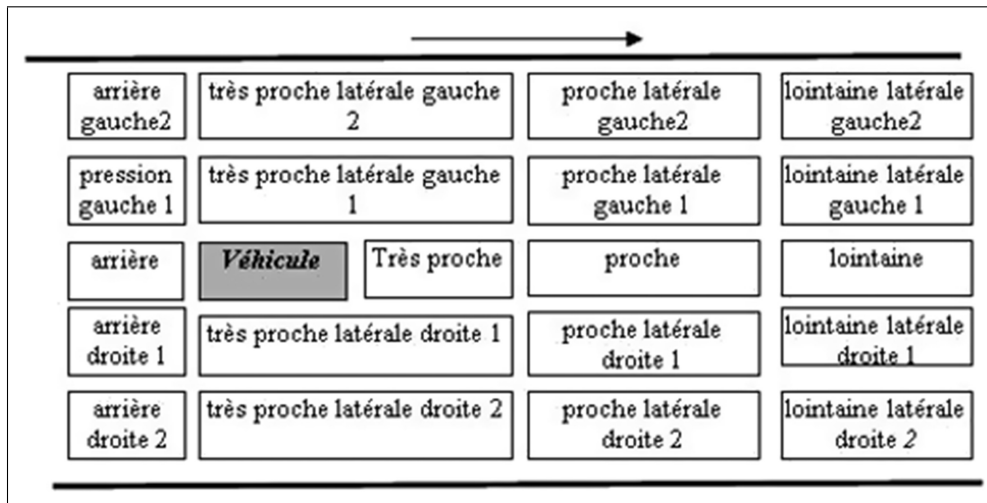 arrière
gauche2
très proche latérale gauche
2
proche latérale
gauche2
lointaine latérale
gauche2
pression
gauche 1
très proche latérale gauche
1
proche latérale
gauche 1
lointaine latérale
gauche 1
arrière
Véhicule
Très proche
proche
lointaine
arrière
droite 1
très proche latérale droite 1
proche latérale
droite 1
lointaine latérale
droite 1
arrière
droite 2
très proche latérale droite 2
proche latérale
droite 2
lointaine latérale
droite 2